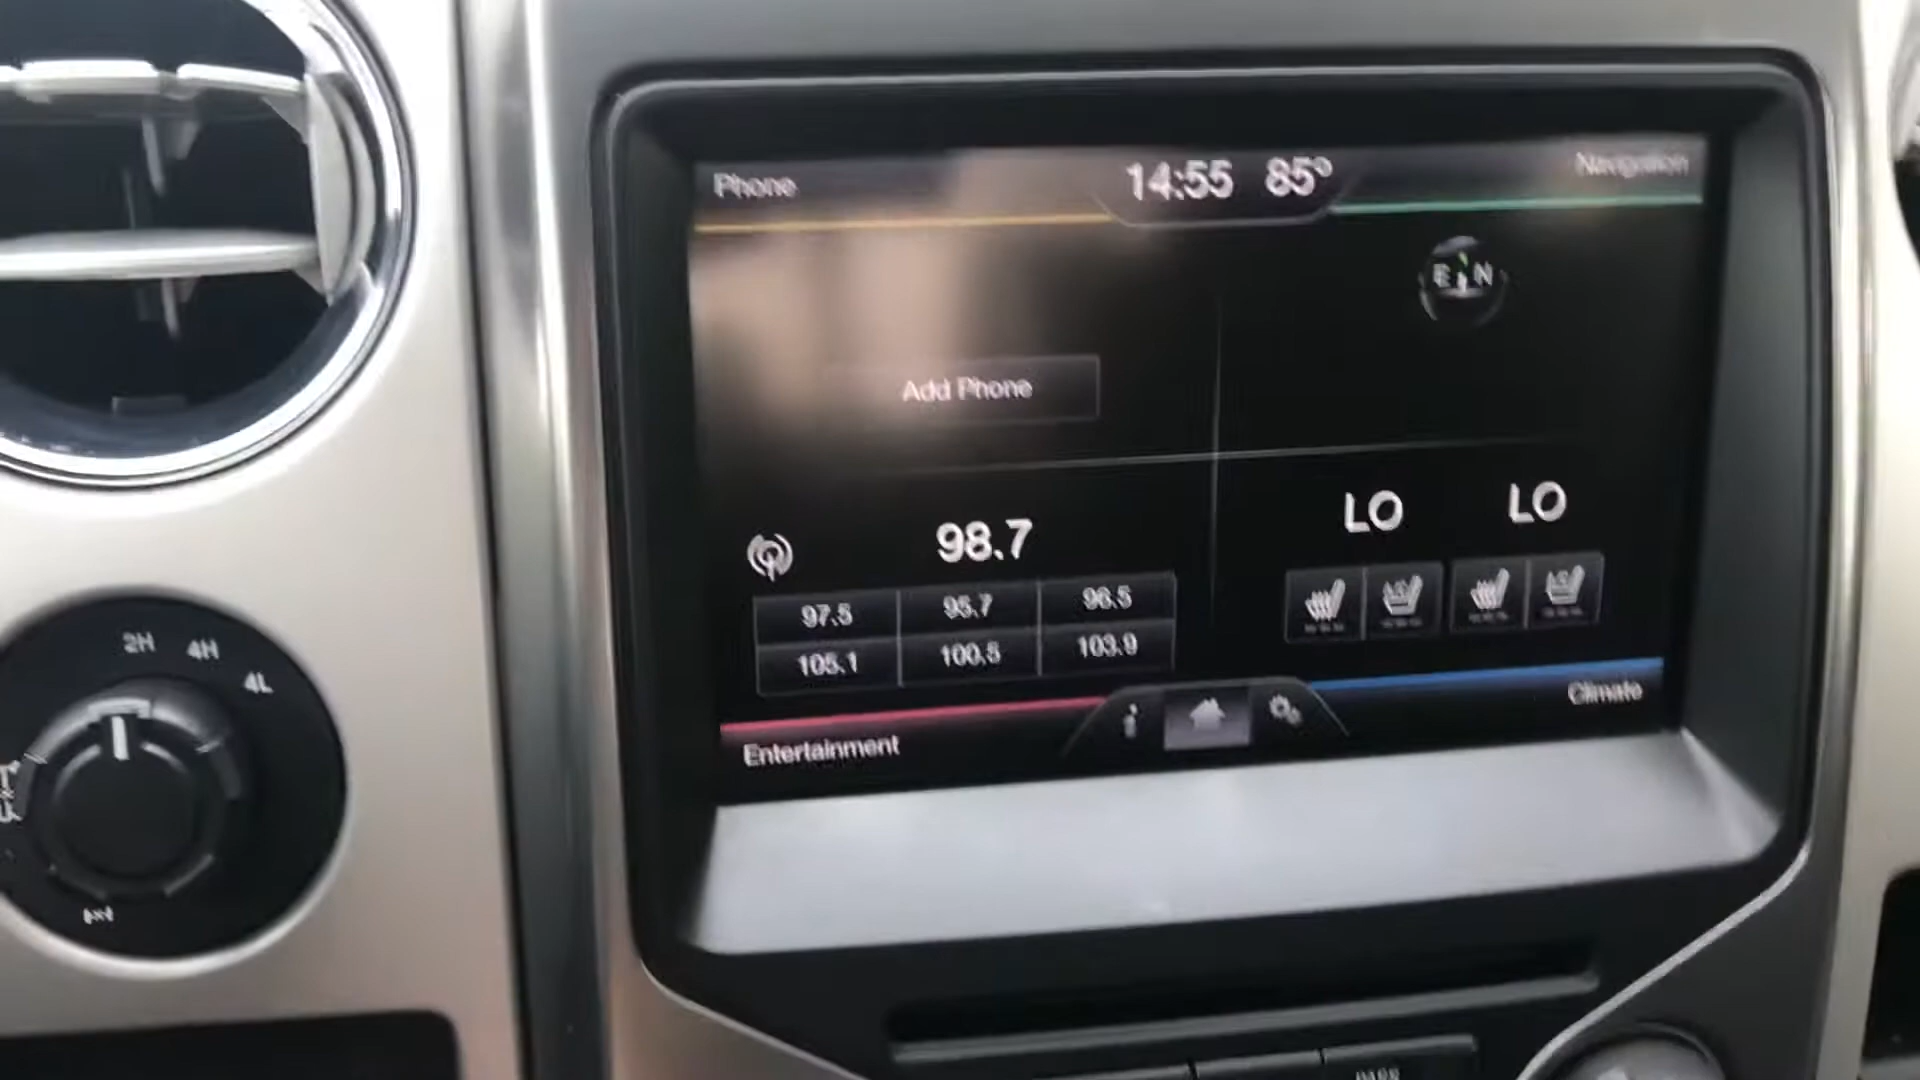 Phone
14:55 85°
Navigation
E N
Add Phone
98.7
LO LO
97.5 95.7 96.5
105.1 100.5 103.9
Climate
Entertainment
2H 4H 4L
PASS